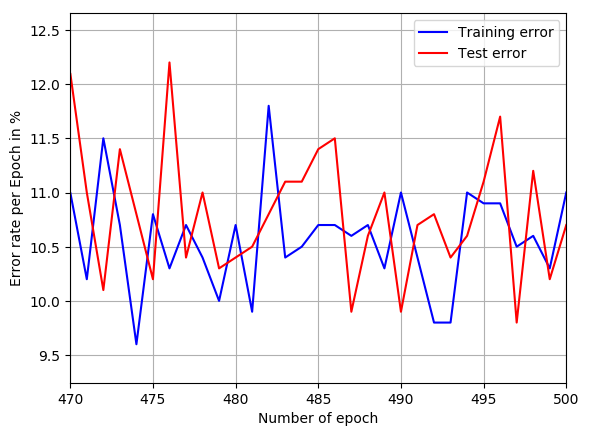 Training error
Test error
Error rate per Epoch in %
12.5
12.0
11.5
11.0
10.5
10.0
9.5
470 475 480 485 490 495 500
Number of epoch